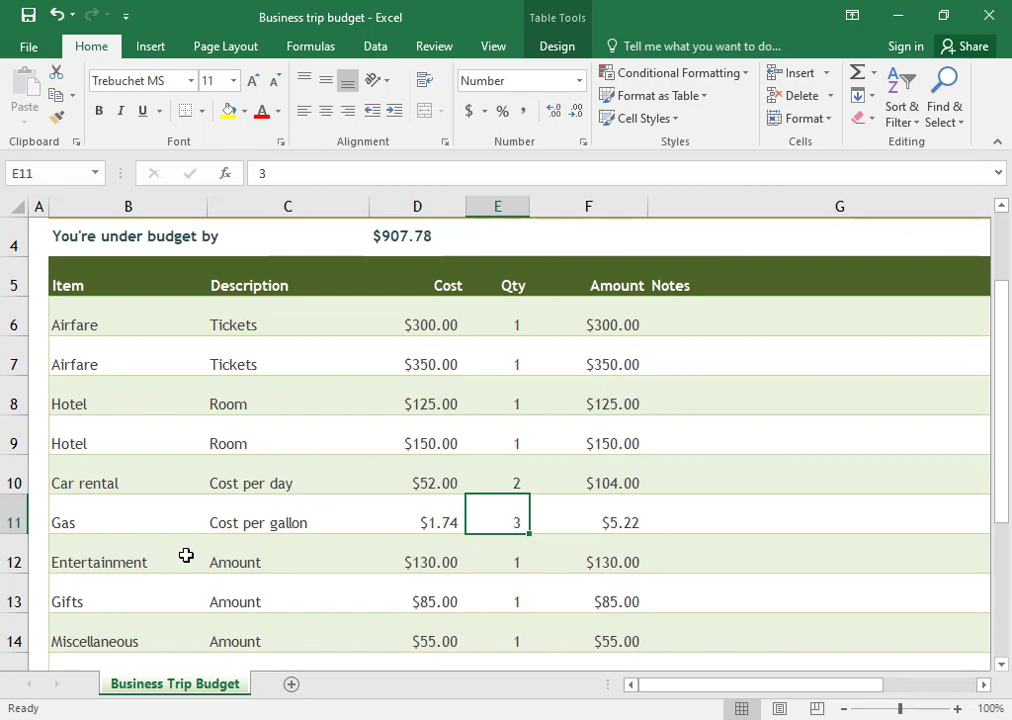 Business trip budget - Excel
Table Tools
File Home Insert Page Layout Formulas Data Review View Design Tell me what you want to do... Sign in Share
Paste
Trebuchet MS 11
B I U A
Number
$ % ,
Conditional Formatting
Format as Table
Cell Styles
Insert
Delete
Format
Sort & Filter
Find & Select
Clipboard Font Alignment Number Styles Cells Editing
E11 fx 3
A B C D E F G
4 You're under budget by $907.78
5 Item Description Cost Qty Amount Notes
6 Airfare Tickets $300.00 1 $300.00
7 Airfare Tickets $350.00 1 $350.00
8 Hotel Room $125.00 1 $125.00
9 Hotel Room $150.00 1 $150.00
10 Car rental Cost per day $52.00 2 $104.00
11 Gas Cost per gallon $1.74 3 $5.22
12 Entertainment Amount $130.00 1 $130.00
13 Gifts Amount $85.00 1 $85.00
14 Miscellaneous Amount $55.00 1 $55.00
Business Trip Budget
Ready 100%